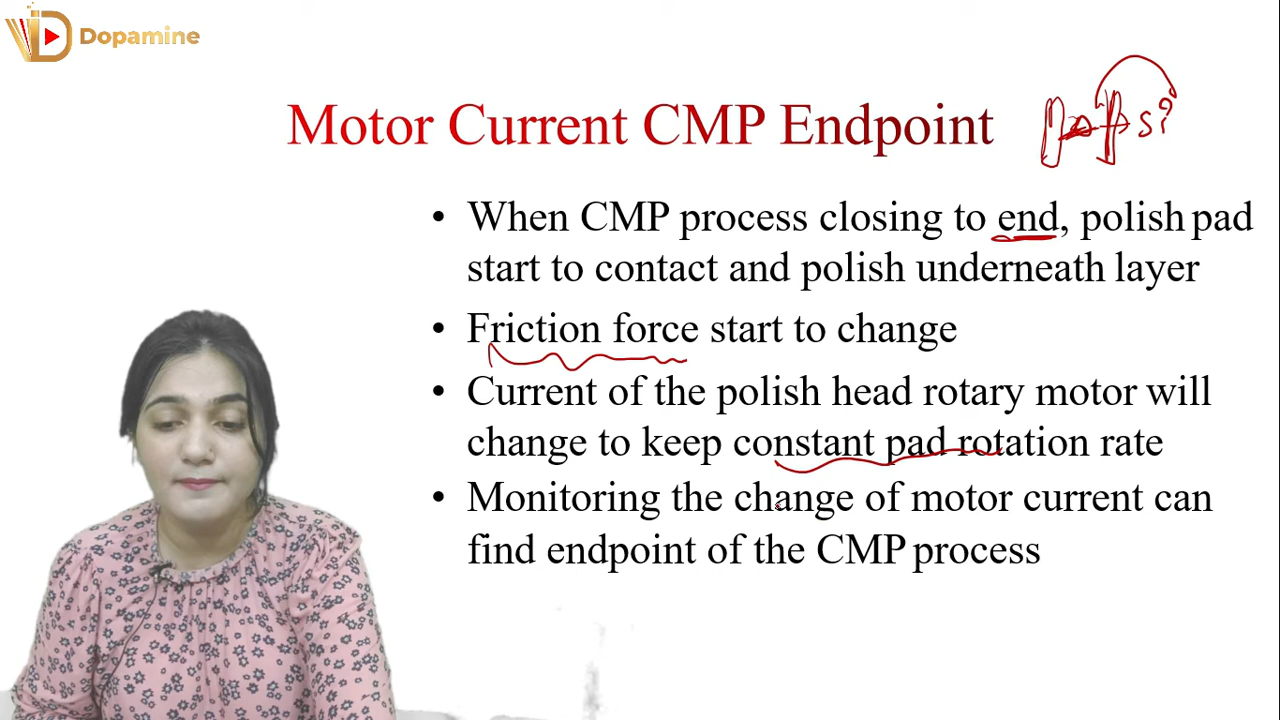 Dopamine
Motor Current CMP Endpoint
• When CMP process closing to end, polish pad
start to contact and polish underneath layer
• Friction force start to change
• Current of the polish head rotary motor will
change to keep constant pad rotation rate
• Monitoring the change of motor current can
find endpoint of the CMP process